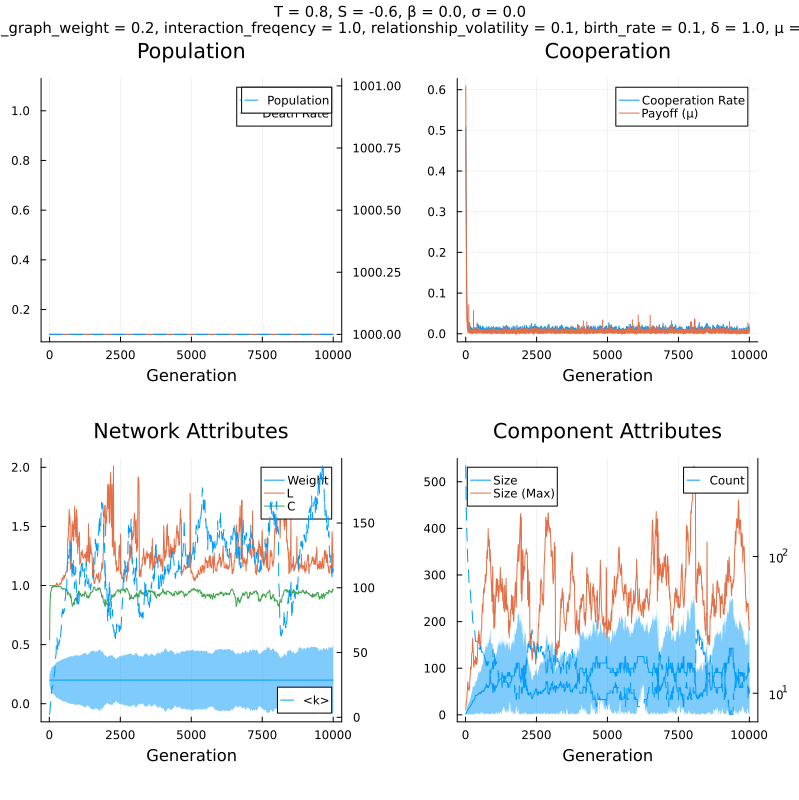 T = 0.8, S = -0.6, β = 0.0, σ = 0.0
_graph_weight = 0.2, interaction_freqency = 1.0, relationship_volatility = 0.1, birth_rate = 0.1, δ = 1.0, μ =
Population
Cooperation
Population
Death Rate
Cooperation Rate
Payoff (μ)
1.0
0.8
0.6
0.4
0.2
1001.00
1000.75
1000.50
1000.25
1000.00
0.6
0.5
0.4
0.3
0.2
0.1
0.0
0 2500 5000 7500 10000
0 2500 5000 7500 10000
Generation
Generation
Network Attributes
Component Attributes
Weight
L
C
<k>
Size
Size (Max)
Count
2.0
1.5
1.0
0.5
0.0
150
100
50
0
500
400
300
200
100
0
10²
10¹
0 2500 5000 7500 10000
0 2500 5000 7500 10000
Generation
Generation